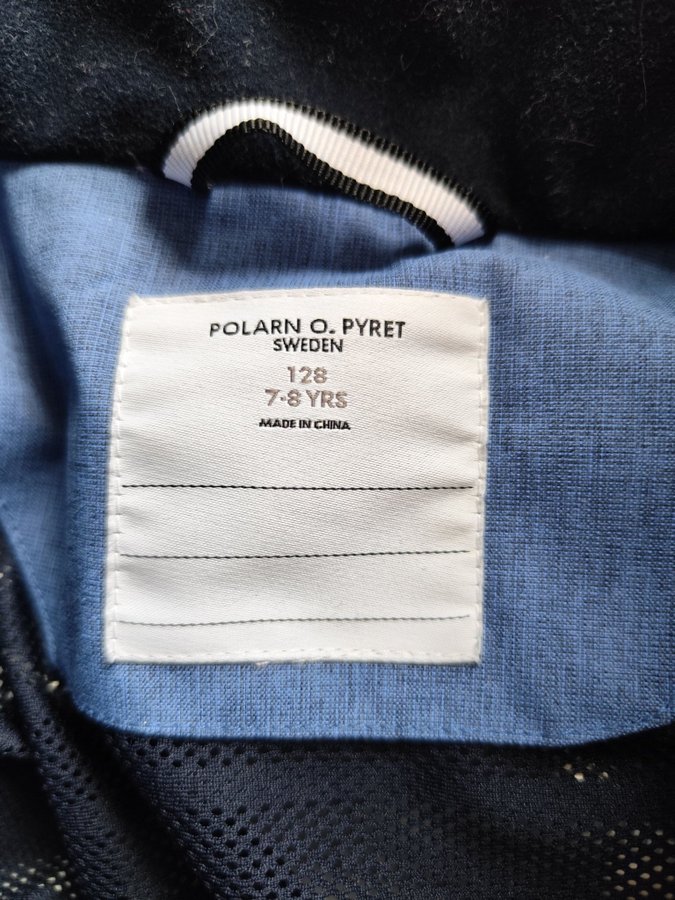 POLARN O. PYRET
SWEDEN
128
7-8 YRS
MADE IN CHINA